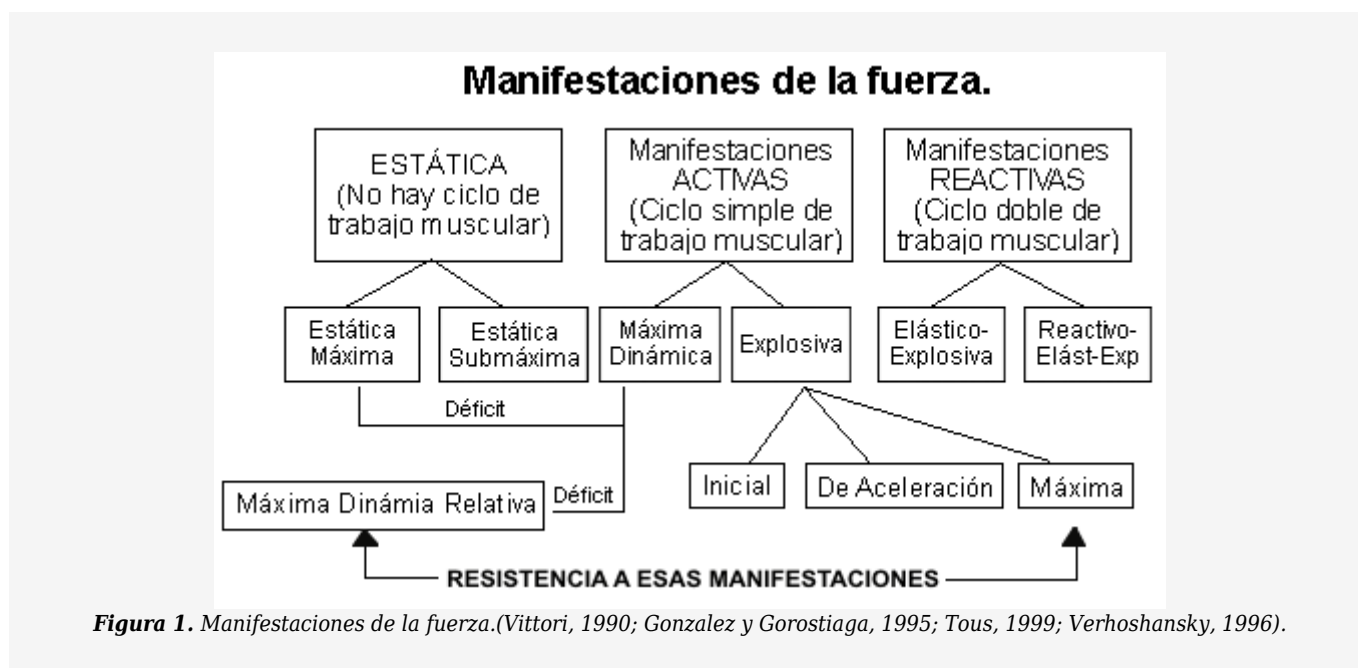 Manifestaciones de la fuerza.
ESTÁTICA
(No hay ciclo de
trabajo muscular)
Manifestaciones
ACTIVAS
(Ciclo simple de
trabajo muscular)
Manifestaciones
REACTIVAS
(Ciclo doble de
trabajo muscular)
Estática
Máxima
Estática
Submáxima
Máxima
Dinámica
Explosiva
Elástico-
Explosiva
Reactivo-
Elást-Exp
Déficit
Inicial
De Aceleración
Máxima
Máxima Dinámia Relativa
Déficit
RESISTENCIA A ESAS MANIFESTACIONES
Figura 1. Manifestaciones de la fuerza.(Vittori, 1990; Gonzalez y Gorostiaga, 1995; Tous, 1999; Verhoshansky, 1996).